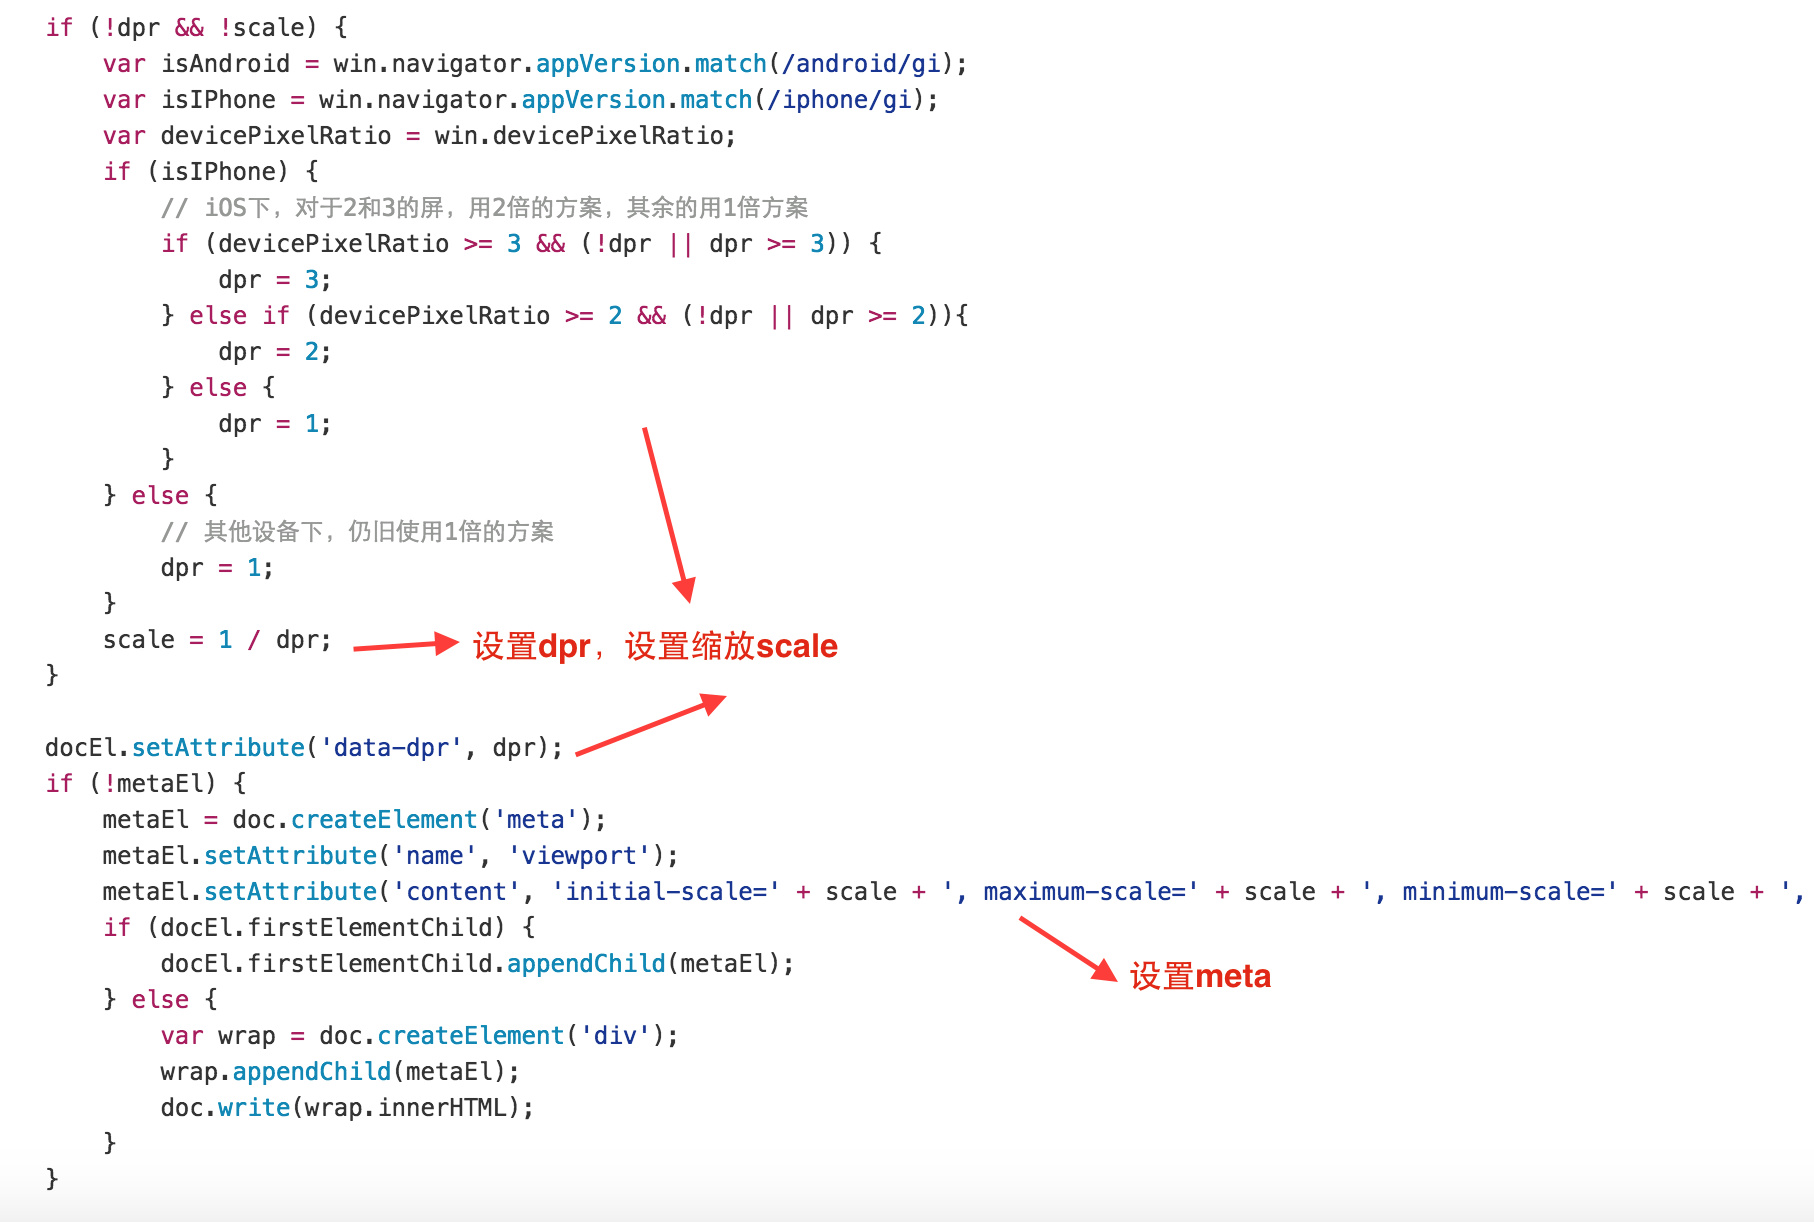 if (!dpr && !scale) {
    var isAndroid = win.navigator.appVersion.match(/android/gi);
    var isIPhone = win.navigator.appVersion.match(/iphone/gi);
    var devicePixelRatio = win.devicePixelRatio;
    if (isIPhone) {
        // iOS下，对于2和3的屏，用2倍的方案，其余的用1倍方案
        if (devicePixelRatio >= 3 && (!dpr || dpr >= 3)) {
            dpr = 3;
        } else if (devicePixelRatio >= 2 && (!dpr || dpr >= 2)){
            dpr = 2;
        } else {
            dpr = 1;
        }
    } else {
        // 其他设备下，仍旧使用1倍的方案
        dpr = 1;
    }
    scale = 1 / dpr;
设置dpr，设置缩放scale
}
docEl.setAttribute('data-dpr', dpr);
if (!metaEl) {
    metaEl = doc.createElement('meta');
    metaEl.setAttribute('name', 'viewport');
    metaEl.setAttribute('content', 'initial-scale=' + scale + ', maximum-scale=' + scale + ', minimum-scale=' + scale + ',
    if (docEl.firstElementChild) {
        docEl.firstElementChild.appendChild(metaEl);
设置meta
    } else {
        var wrap = doc.createElement('div');
        wrap.appendChild(metaEl);
        doc.write(wrap.innerHTML);
    }
}